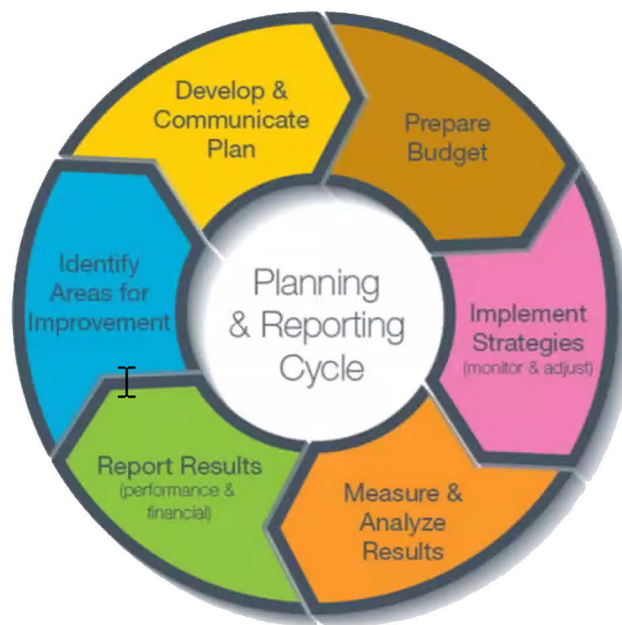 Develop &
Communicate
Plan
Prepare
Budget
Implement
Strategies
(monitor & adjust)
Measure &
Analyze
Results
Report Results
(performance &
financial)
Identify
Areas for
Improvement
Planning
& Reporting
Cycle